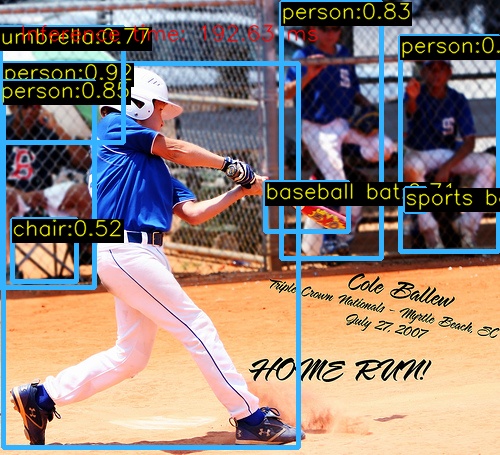 umbrella:0.77
Inference time: 192.63 ms
person:0.83
person:0.
person:0.92
person:0.85
baseball bat:0.71
sports b
chair:0.52
Cole Ballew
Triple Crown Nationals - Myrtle Beach, SC
July 27, 2007
HOME RUN!